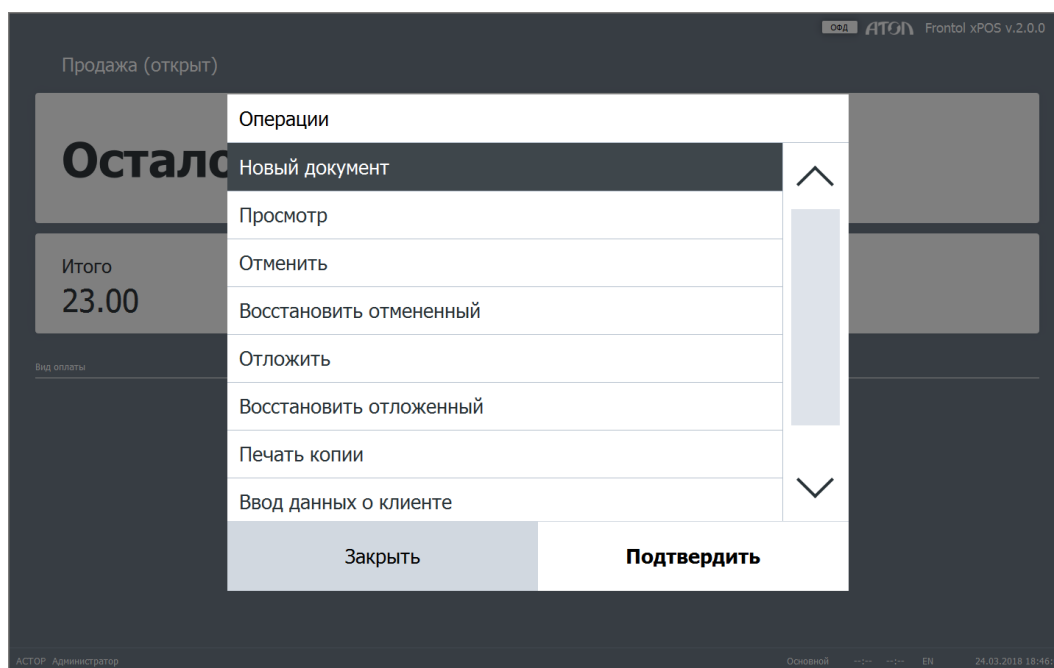 ОФД АТОЛ Frontol xPOS v.2.0.0
Продажа (открыт)
Операции
Остало
Новый документ
Просмотр
Итого
Отменить
23.00
Восстановить отмененный
Отложить
Вид оплаты
Восстановить отложенный
Печать копии
Ввод данных о клиенте
Закрыть Подтвердить
АСТОР Администратор Основной --:-- --:-- EN 24.03.2018 18:46: